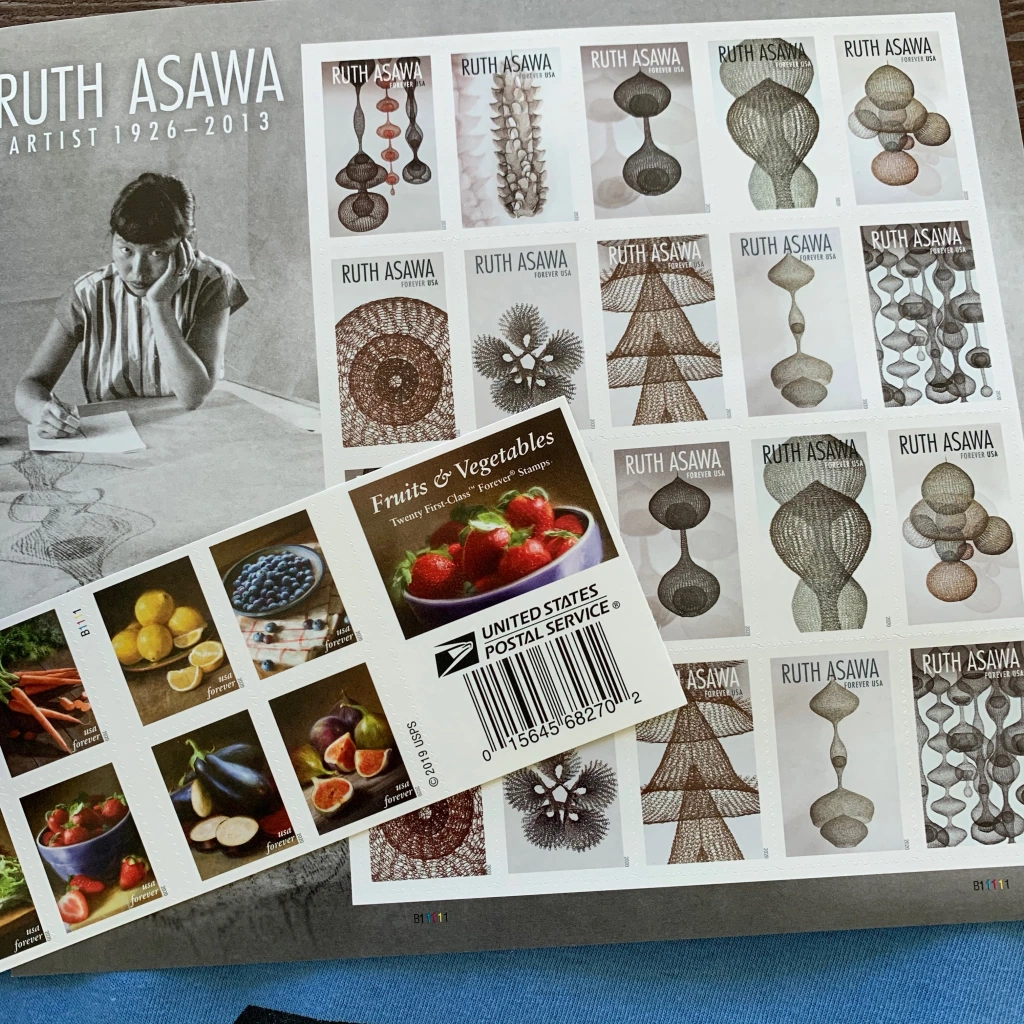 RUTH ASAWA
ARTIST 1926–2013
RUTH ASAWA
FOREVER USA
RUTH ASAWA
FOREVER USA
RUTH ASAWA
FOREVER USA
RUTH ASAWA
FOREVER USA
RUTH ASAWA
FOREVER USA
RUTH ASAWA
FOREVER USA
RUTH ASAWA
FOREVER USA
RUTH ASAWA
FOREVER USA
RUTH ASAWA
FOREVER USA
RUTH ASAWA
FOREVER USA
RUTH ASAWA
FOREVER USA
RUTH ASAWA
FOREVER USA
RUTH ASAWA
FOREVER USA
ASAWA
FOREVER USA
RUTH ASAWA
FOREVER USA
RUTH ASAWA
FOREVER USA
B11111
B11111
Fruits & Vegetables
Twenty First-Class™ Forever® Stamps
UNITED STATES
POSTAL SERVICE®
0 15645 68270 2
©2019 USPS
usa
forever
usa
forever
usa
forever
usa
forever
usa
forever
usa
forever
usa
forever